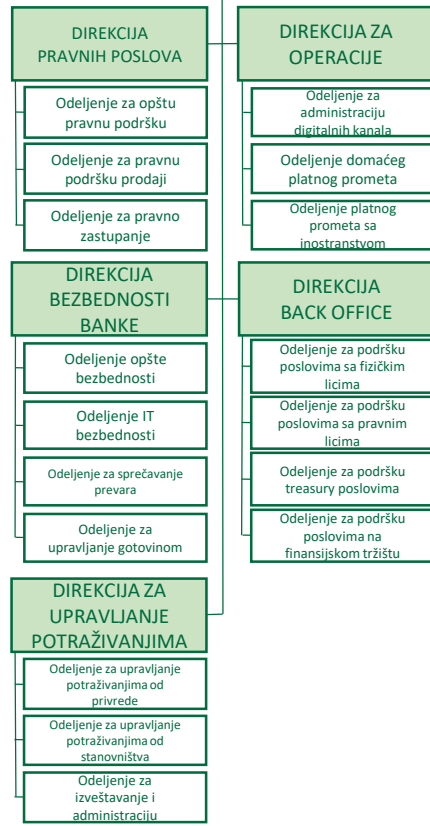 DIREKCIJA
PRAVNIH POSLOVA
Odeljenje za opštu
pravnu podršku
Odeljenje za pravnu
podršku prodaji
Odeljenje za pravno
zastupanje
DIREKCIJA ZA
OPERACIJE
Odeljenje za
administraciju
digitalnih kanala
Odeljenje domaćeg
platnog prometa
Odeljenje platnog
prometa sa
inostranstvom
DIREKCIJA
BEZBEDNOSTI
BANKE
Odeljenje opšte
bezbednosti
Odeljenje IT
bezbednosti
Odeljenje za sprečavanje
prevara
Odeljenje za
upravljanje gotovinom
DIREKCIJA
BACK OFFICE
Odeljenje za podršku
poslovima sa fizičkim
licima
Odeljenje za podršku
poslovima sa pravnim
licima
Odeljenje za podršku
treasury poslovima
Odeljenje za podršku
poslovima na
finansijskom tržištu
DIREKCIJA ZA
UPRAVLJANJE
POTRAŽIVANJIMA
Odeljenje za upravljanje
potraživanjima od
privrede
Odeljenje za upravljanje
potraživanjima od
stanovništva
Odeljenje za
izveštavanje i
administraciju